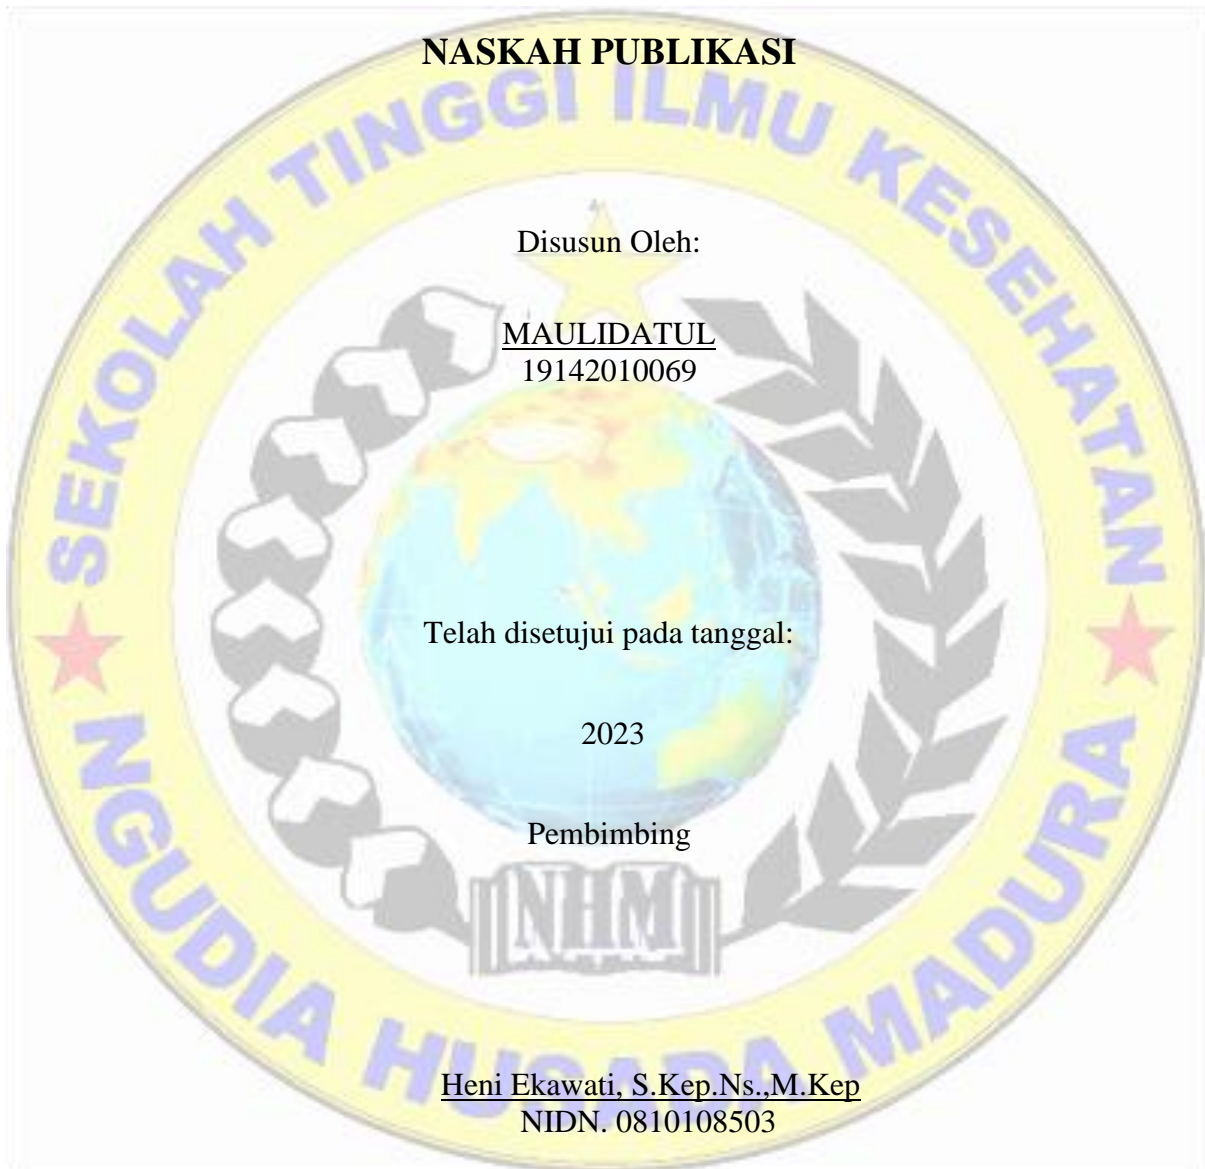 NASKAH PUBLIKASI
SEKOLAH TINGGI ILMU KESEHATAN
Disusun Oleh:
MAULIDATUL
19142010069
Telah disetujui pada tanggal:
2023
Pembimbing
NHM
Heni Ekawati, S.Kep.Ns.,M.Kep
NIDN. 0810108503
NGUDIA HUSADA MADURA